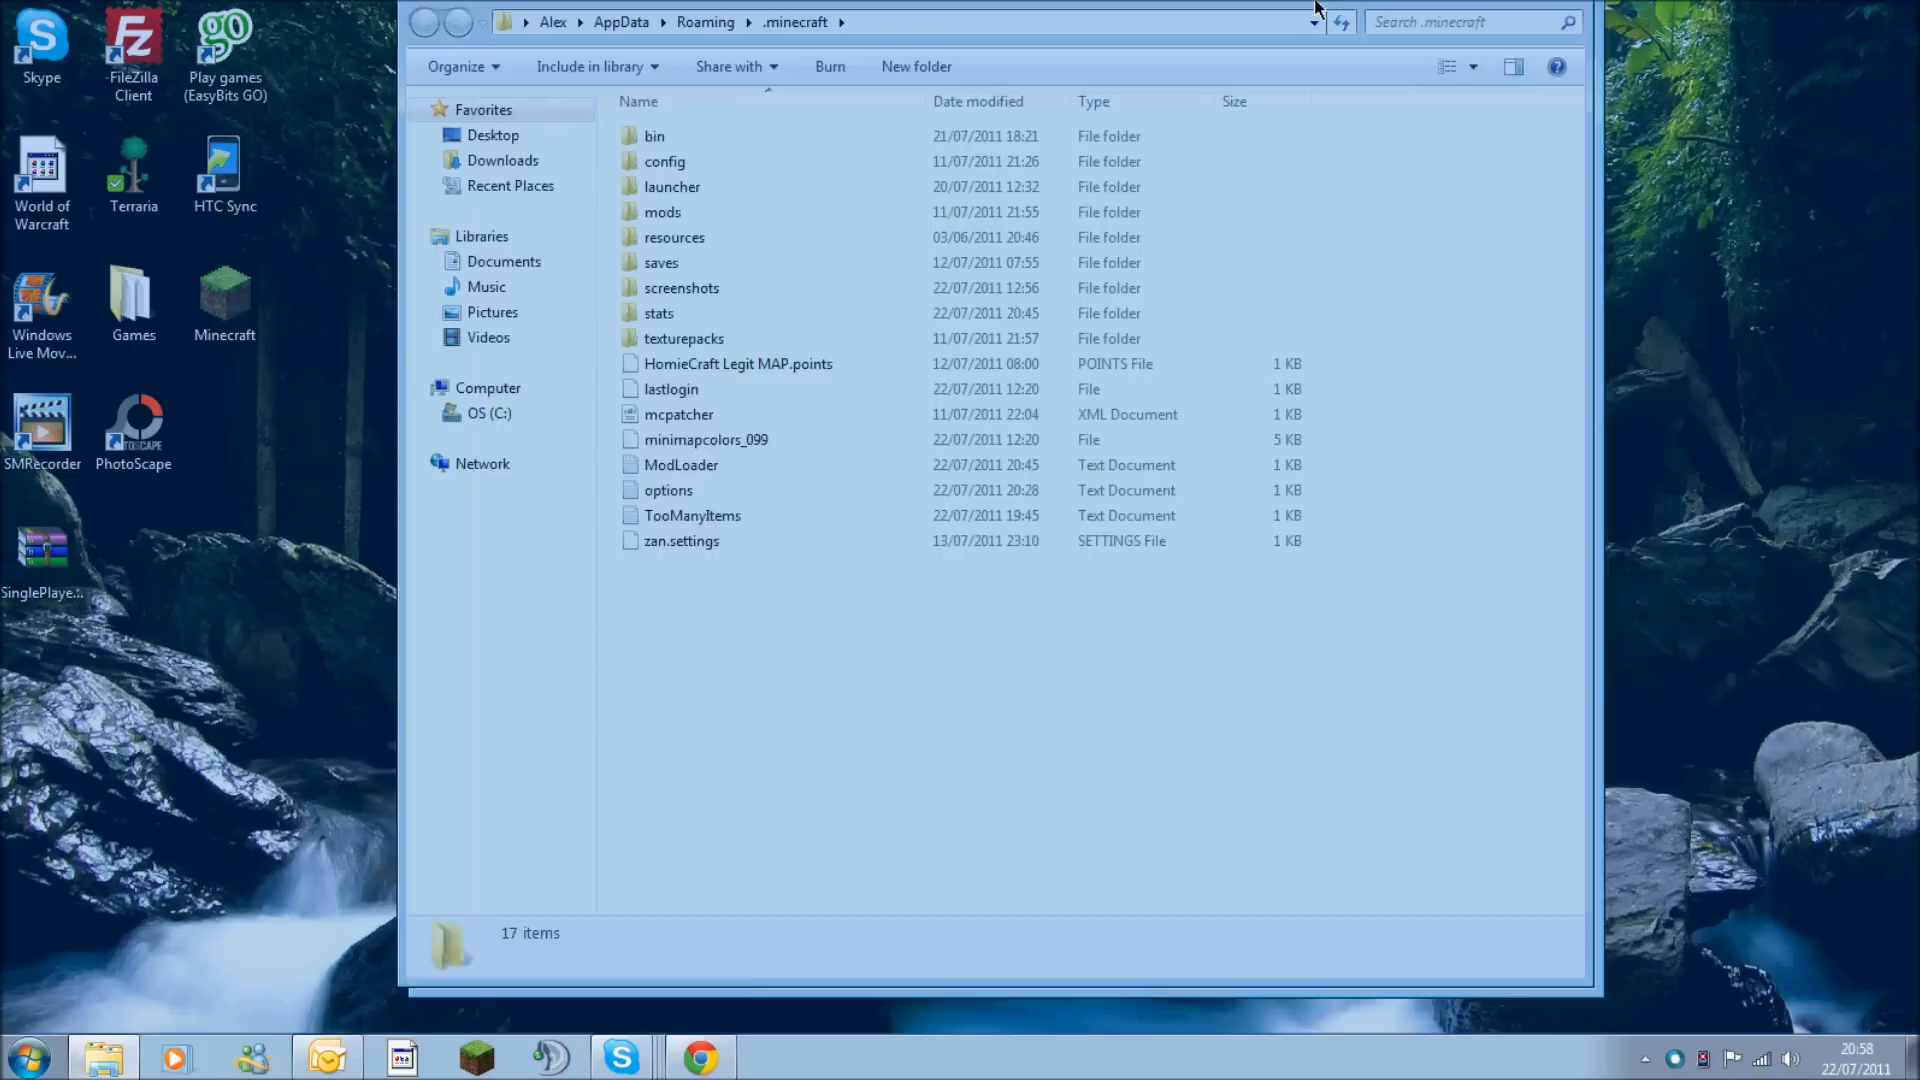 Alex AppData Roaming .minecraft
Search .minecraft
Organize Include in library Share with Burn New folder
Favorites
Desktop
Downloads
Recent Places
Libraries
Documents
Music
Pictures
Videos
Computer
OS (C:)
Network
Name Date modified Type Size
bin 21/07/2011 18:21 File folder
config 11/07/2011 21:26 File folder
launcher 20/07/2011 12:32 File folder
mods 11/07/2011 21:55 File folder
resources 03/06/2011 20:46 File folder
saves 12/07/2011 07:55 File folder
screenshots 22/07/2011 12:56 File folder
stats 22/07/2011 20:45 File folder
texturepacks 11/07/2011 21:57 File folder
HomieCraft Legit MAP.points 12/07/2011 08:00 POINTS File 1 KB
lastlogin 22/07/2011 12:20 File 1 KB
mcpatcher 11/07/2011 22:04 XML Document 1 KB
minimapcolors_099 22/07/2011 12:20 File 5 KB
ModLoader 22/07/2011 20:45 Text Document 1 KB
options 22/07/2011 20:28 Text Document 1 KB
TooManyItems 22/07/2011 19:45 Text Document 1 KB
zan.settings 13/07/2011 23:10 SETTINGS File 1 KB
17 items
Skype
FileZilla
Client
go
Play games
(EasyBits GO)
World of
Warcraft
Terraria
HTC Sync
Windows
Live Mov...
Games
Minecraft
SMRecorder
TOSCAPE
PhotoScape
SinglePlaye...
20:58
22/07/2011